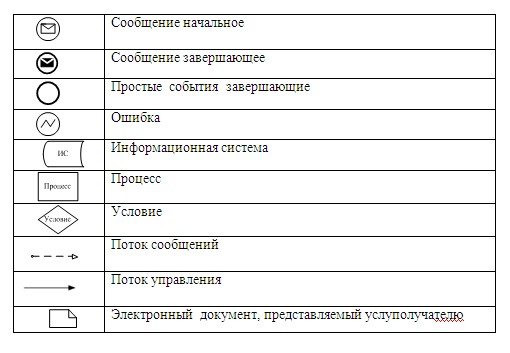 Сообщение начальное
Сообщение завершающее
Простые события завершающие
Ошибка
ИС
Информационная система
Процесс
Процесс
Условие
Условие
Поток сообщений
Поток управления
Электронный документ, представляемый услуполучателю